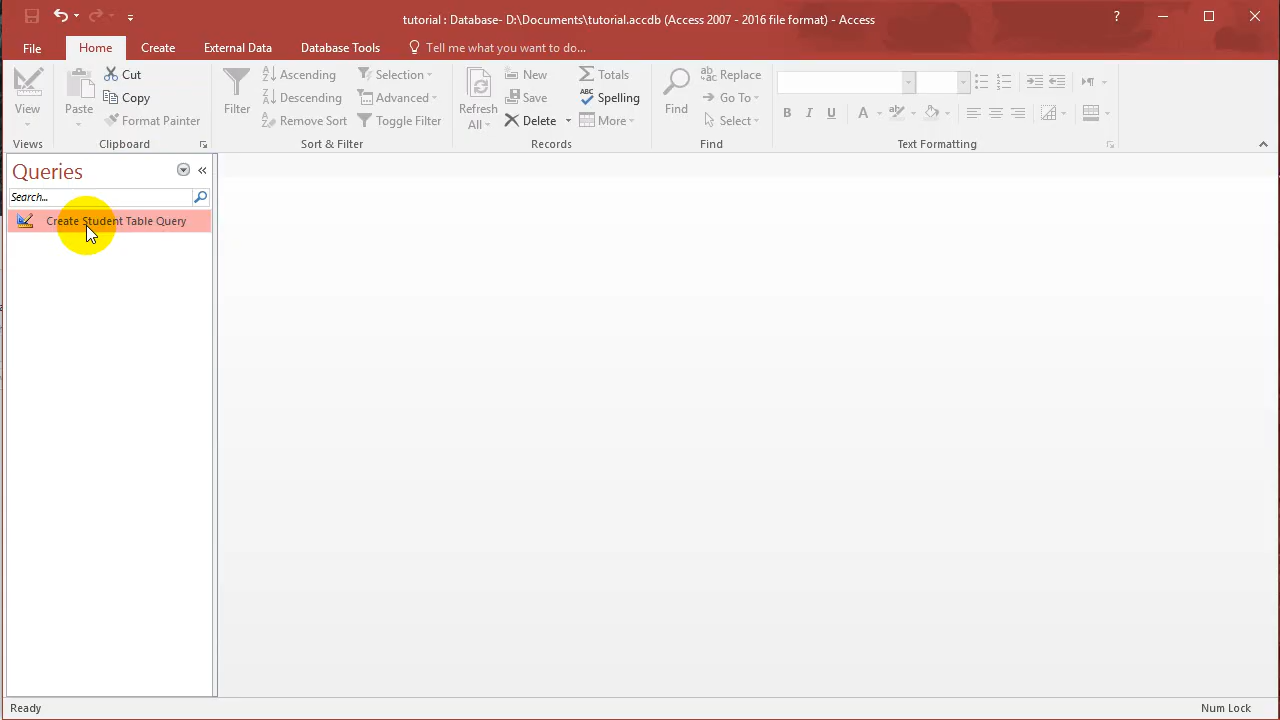 tutorial : Database- D:\Documents\tutorial.accdb (Access 2007 - 2016 file format) - Access
?
File Home Create External Data Database Tools Tell me what you want to do...
View
Views
Paste
Cut
Copy
Format Painter
Clipboard
Filter
Ascending
Descending
Remove Sort
Selection
Advanced
Toggle Filter
Sort & Filter
Refresh
All
New
Save
Delete
Totals
Spelling
More
Records
Find
Replace
Go To
Select
Find
B I U A
Text Formatting
Queries
Search...
Create Student Table Query
Ready
Num Lock